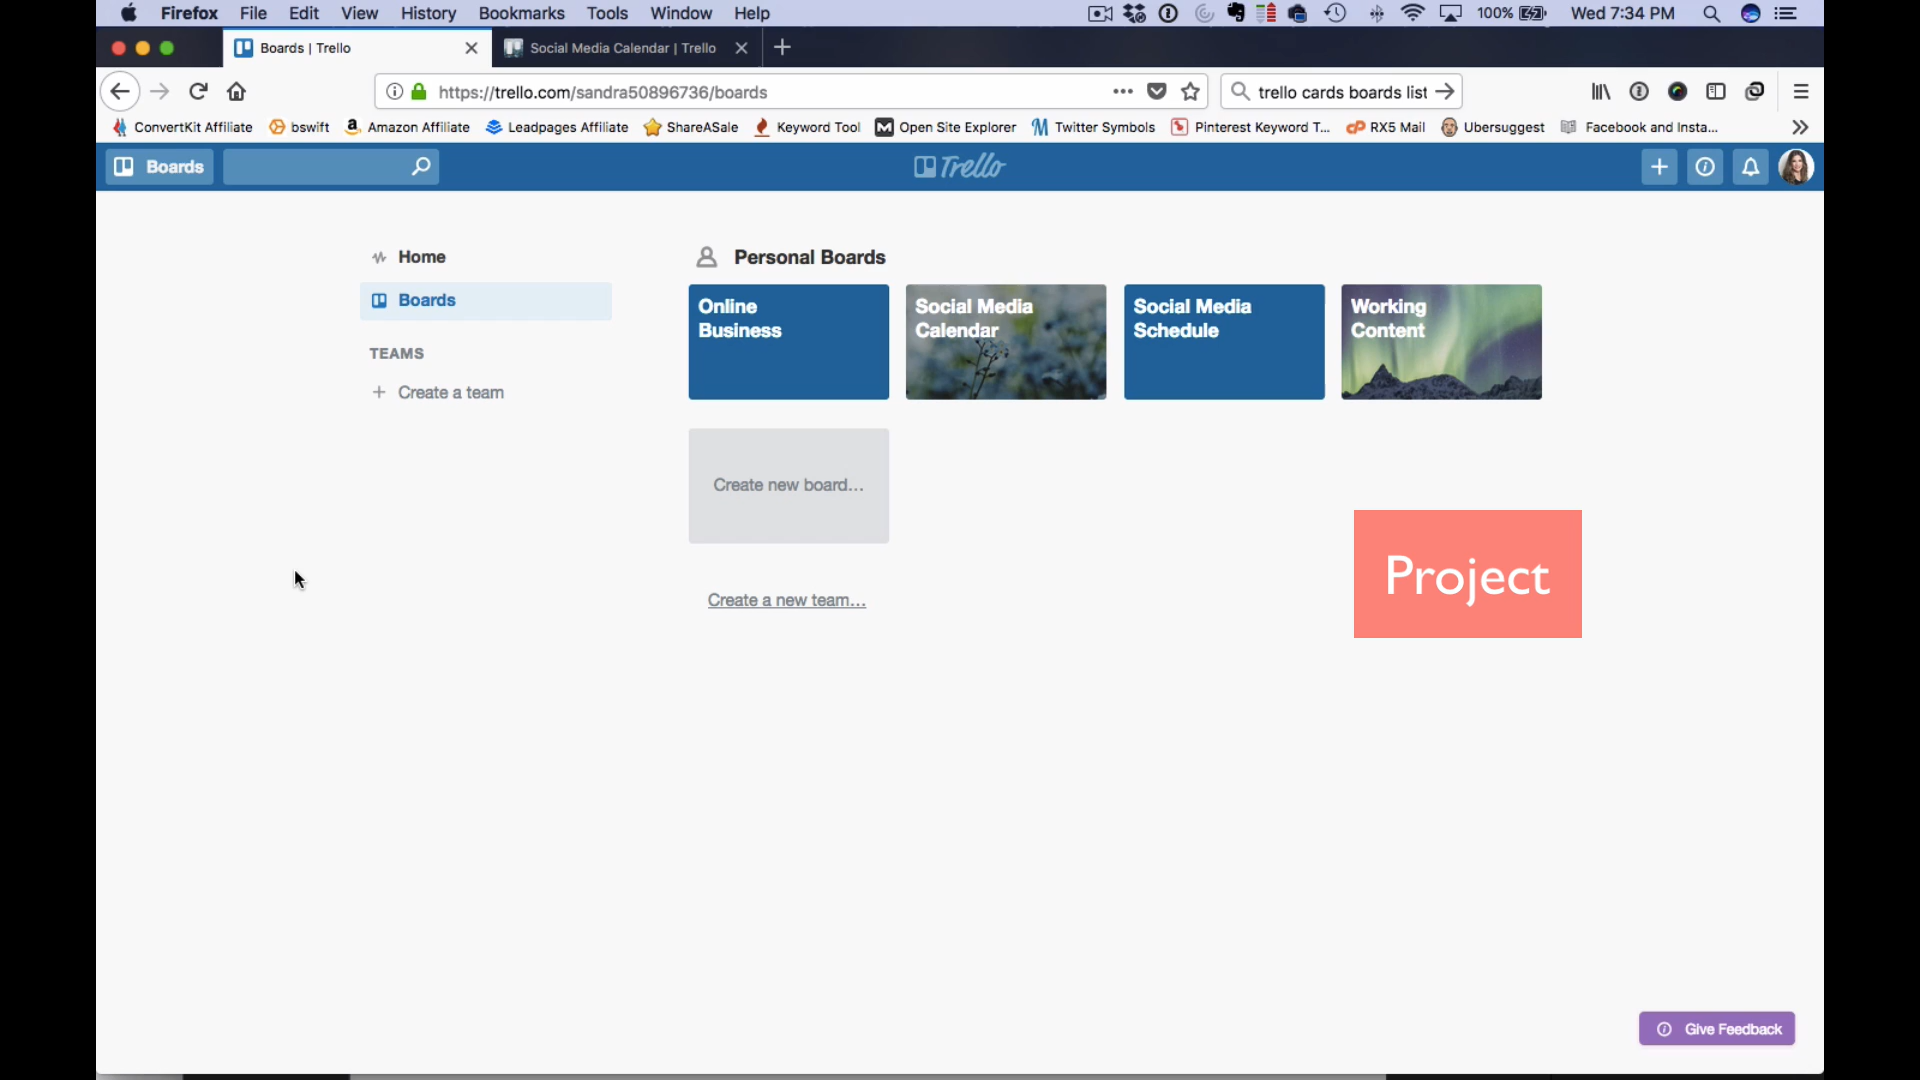 Firefox File Edit View History Bookmarks Tools Window Help 100% Wed 7:34 PM
Boards | Trello Social Media Calendar | Trello
https://trello.com/sandra50896736/boards trello cards boards list
ConvertKit Affiliate bswift Amazon Affiliate Leadpages Affiliate ShareASale Keyword Tool Open Site Explorer Twitter Symbols Pinterest Keyword T... RX5 Mail Ubersuggest Facebook and Insta...
Boards Trello
Home
Boards
TEAMS
Create a team
Personal Boards
Online
Business
Social Media
Calendar
Social Media
Schedule
Working
Content
Create new board...
Create a new team...
Project
Give Feedback